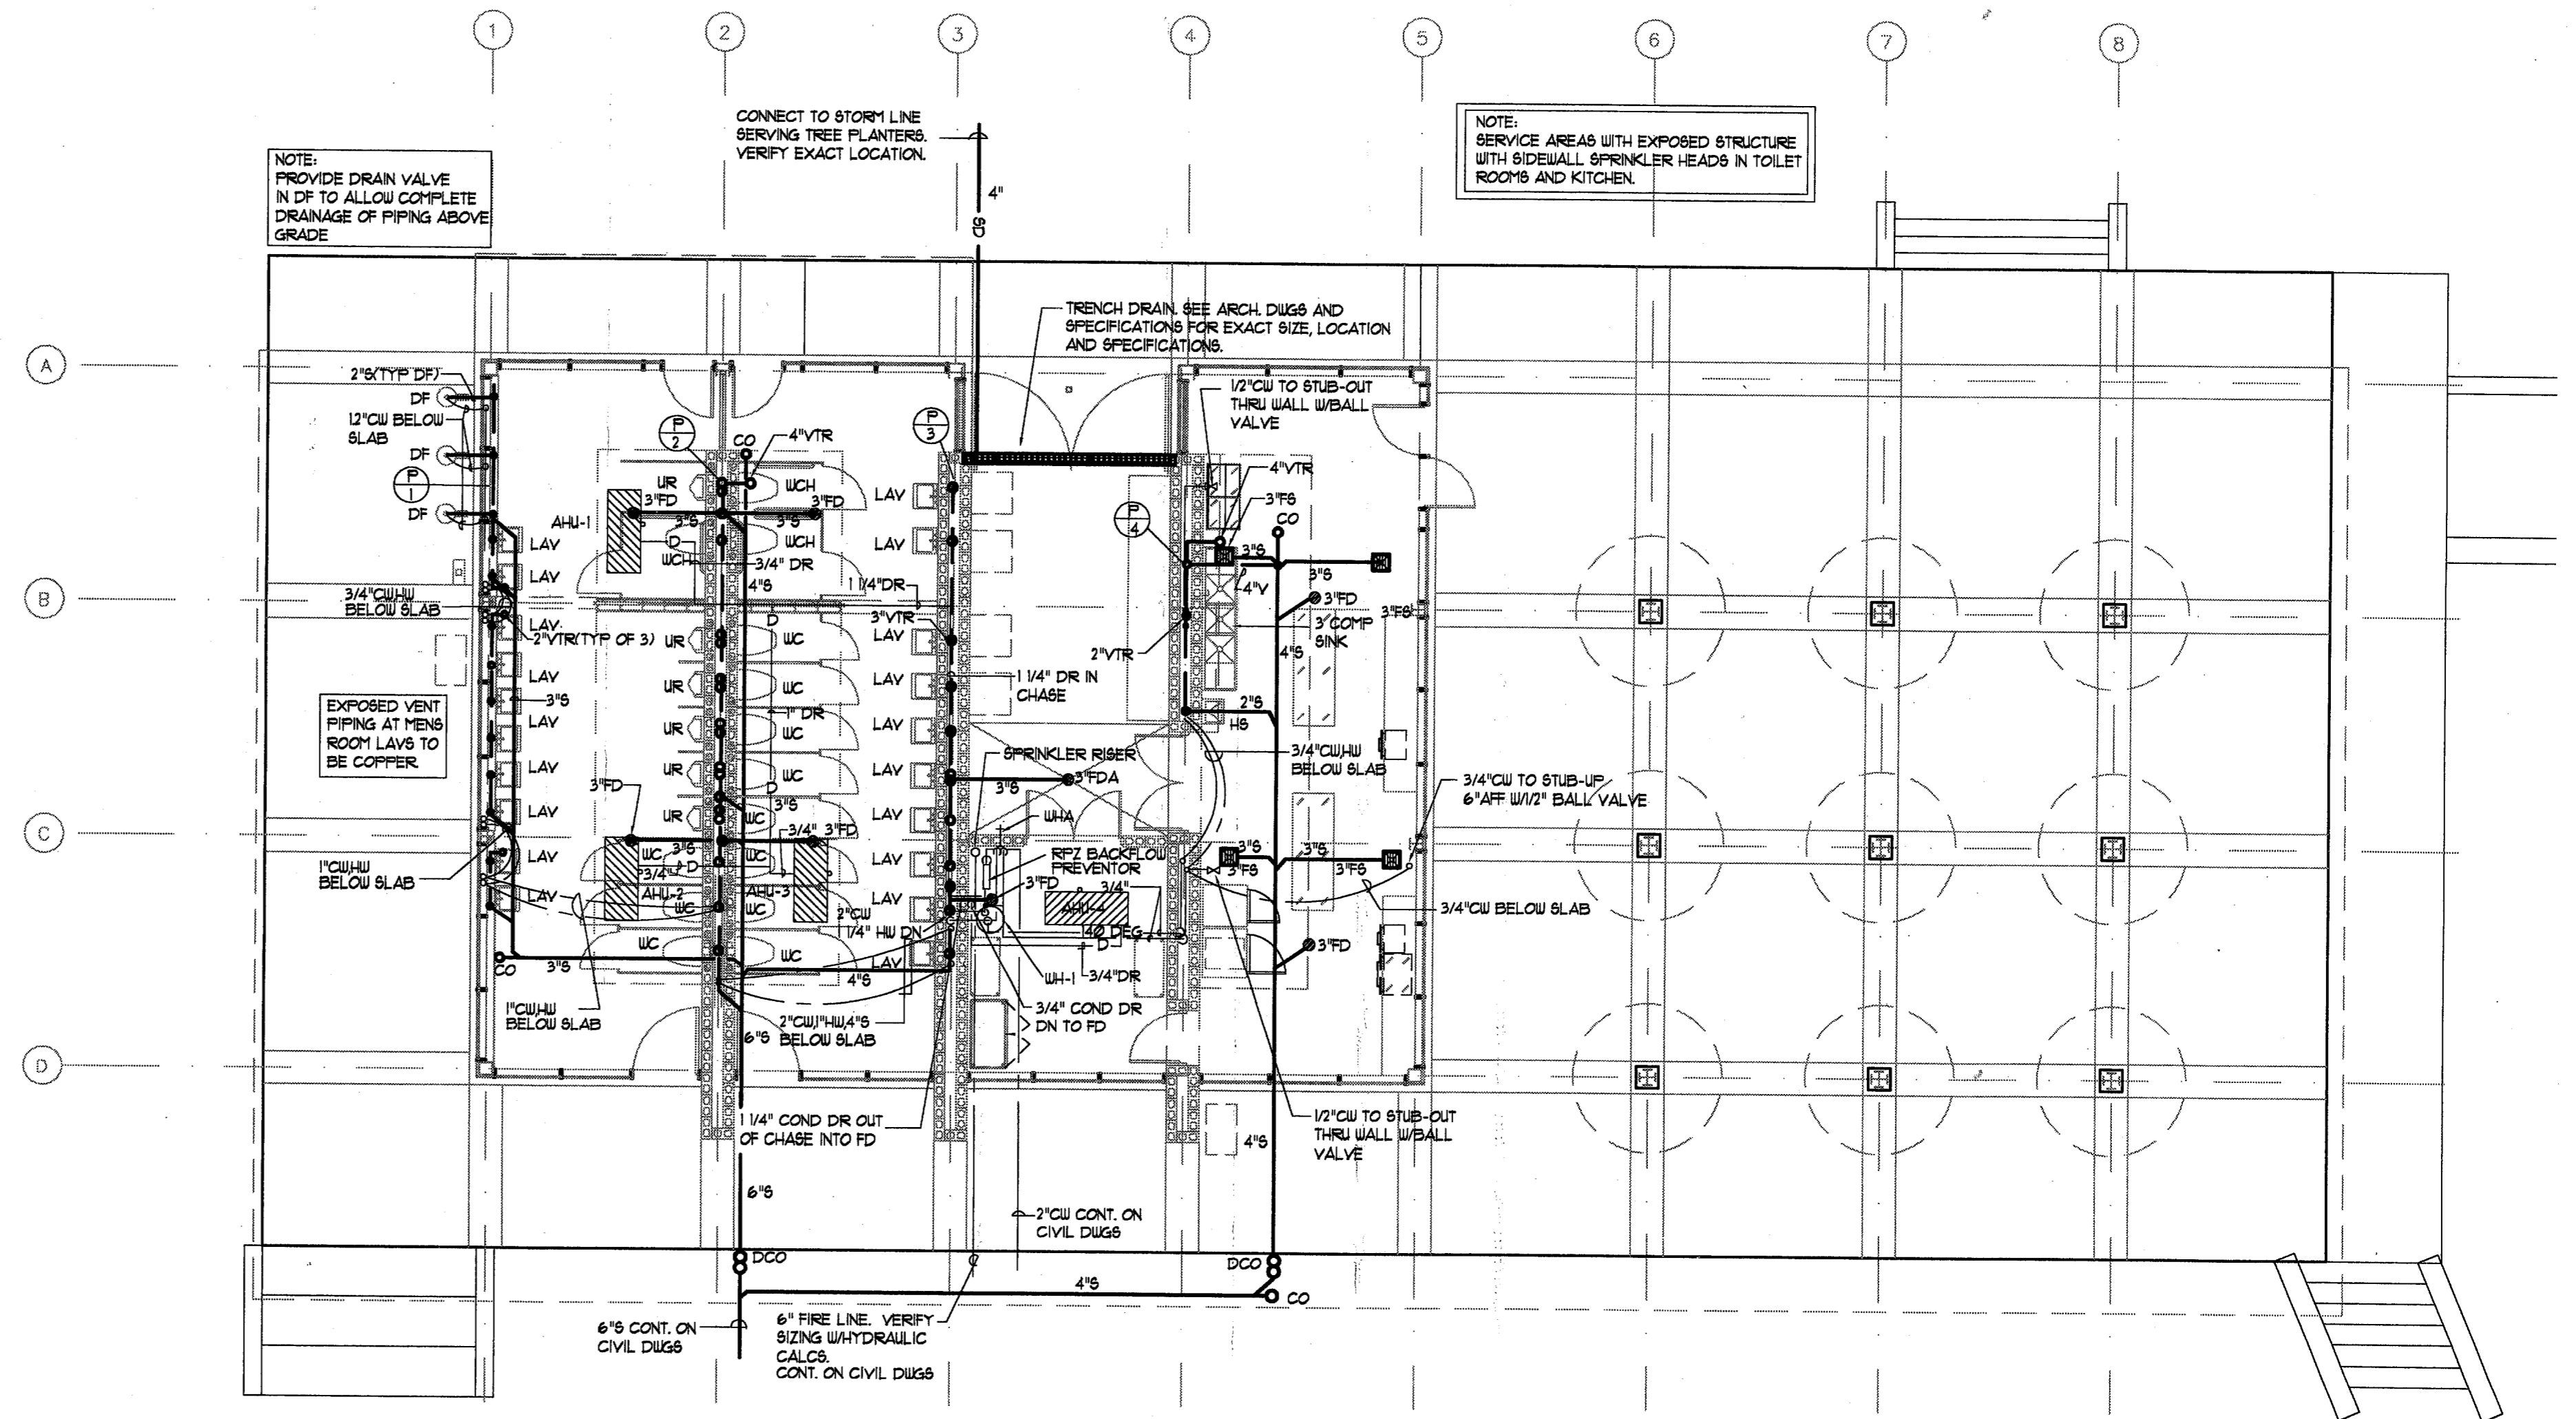 1
2
3
4
5
6
7
8
CONNECT TO STORM LINE
SERVING TREE PLANTERS.
VERIFY EXACT LOCATION.
4"
SD
NOTE:
SERVICE AREAS WITH EXPOSED STRUCTURE
WITH SIDEWALL SPRINKLER HEADS IN TOILET
ROOMS AND KITCHEN.
NOTE:
PROVIDE DRAIN VALVE
IN DF TO ALLOW COMPLETE
DRAINAGE OF PIPING ABOVE
GRADE
TRENCH DRAIN. SEE ARCH. DWGS AND
SPECIFICATIONS FOR EXACT SIZE, LOCATION
AND SPECIFICATIONS.
A
2"S(TYP DF)
DF
12"CW BELOW
SLAB
DF
P
1
DF
P
2
CO
4"VTR
P
3
1/2"CW TO STUB-OUT
THRU WALL W/BALL
VALVE
4"VTR
3"FS
CO
P
4
UR
WCH
3"FD
3"FD
LAV
AHU-1
3"S
3"S
LAV
D
WCH
WCH
3/4" DR
LAV
3"S
3"S
LAV
4"S
1 1/4"DR
4"V
3"FD
3"FS
B
3/4"CW,HW
BELOW SLAB
LAV
2"VTR(TYP OF 3)
UR
D
WC
3"VTR
LAV
3 COMP
SINK
2"VTR
4"S
LAV
UR
WC
LAV
1 1/4" DR IN
CHASE
3"S
EXPOSED VENT
PIPING AT MENS
ROOM LAVS TO
BE COPPER
LAV
UR
1" DR
WC
LAV
2"S
HS
LAV
UR
WC
LAV
SPRINKLER RISER
3/4"CW,HW
BELOW SLAB
3"FD
D
3"S
3"FDA
3"S
3/4"CW TO STUB-UP
6"AFF W/1/2" BALL VALVE
LAV
UR
WC
LAV
WHA
C
3/4"
3"FD
1"CW,HW
BELOW SLAB
LAV
WC
3"S
WC
LAV
RPZ BACKFLOW
PREVENTOR
3"S
3"FS
3"S
3"FS
3/4"
D
3"FD
3/4"
LAV
AHU-2
WC
AHU-3
WC
LAV
AHU-4
3/4"CW BELOW SLAB
2"CW
1 1/4" HW DN
140 DEG
D
3"FD
WC
WC
LAV
CO
3"S
4"S
WH-1
3/4"DR
1"CW,HW
BELOW SLAB
2"CW,1"HW,4"S
BELOW SLAB
3/4" COND DR
DN TO FD
6"S
D
1 1/4" COND DR OUT
OF CHASE INTO FD
4"S
1/2"CW TO STUB-OUT
THRU WALL W/BALL
VALVE
6"S
2"CW CONT. ON
CIVIL DWGS
DCO
DCO
4"S
CO
6"S CONT. ON
CIVIL DWGS
6" FIRE LINE. VERIFY
SIZING W/HYDRAULIC
CALCS.
CONT. ON CIVIL DWGS